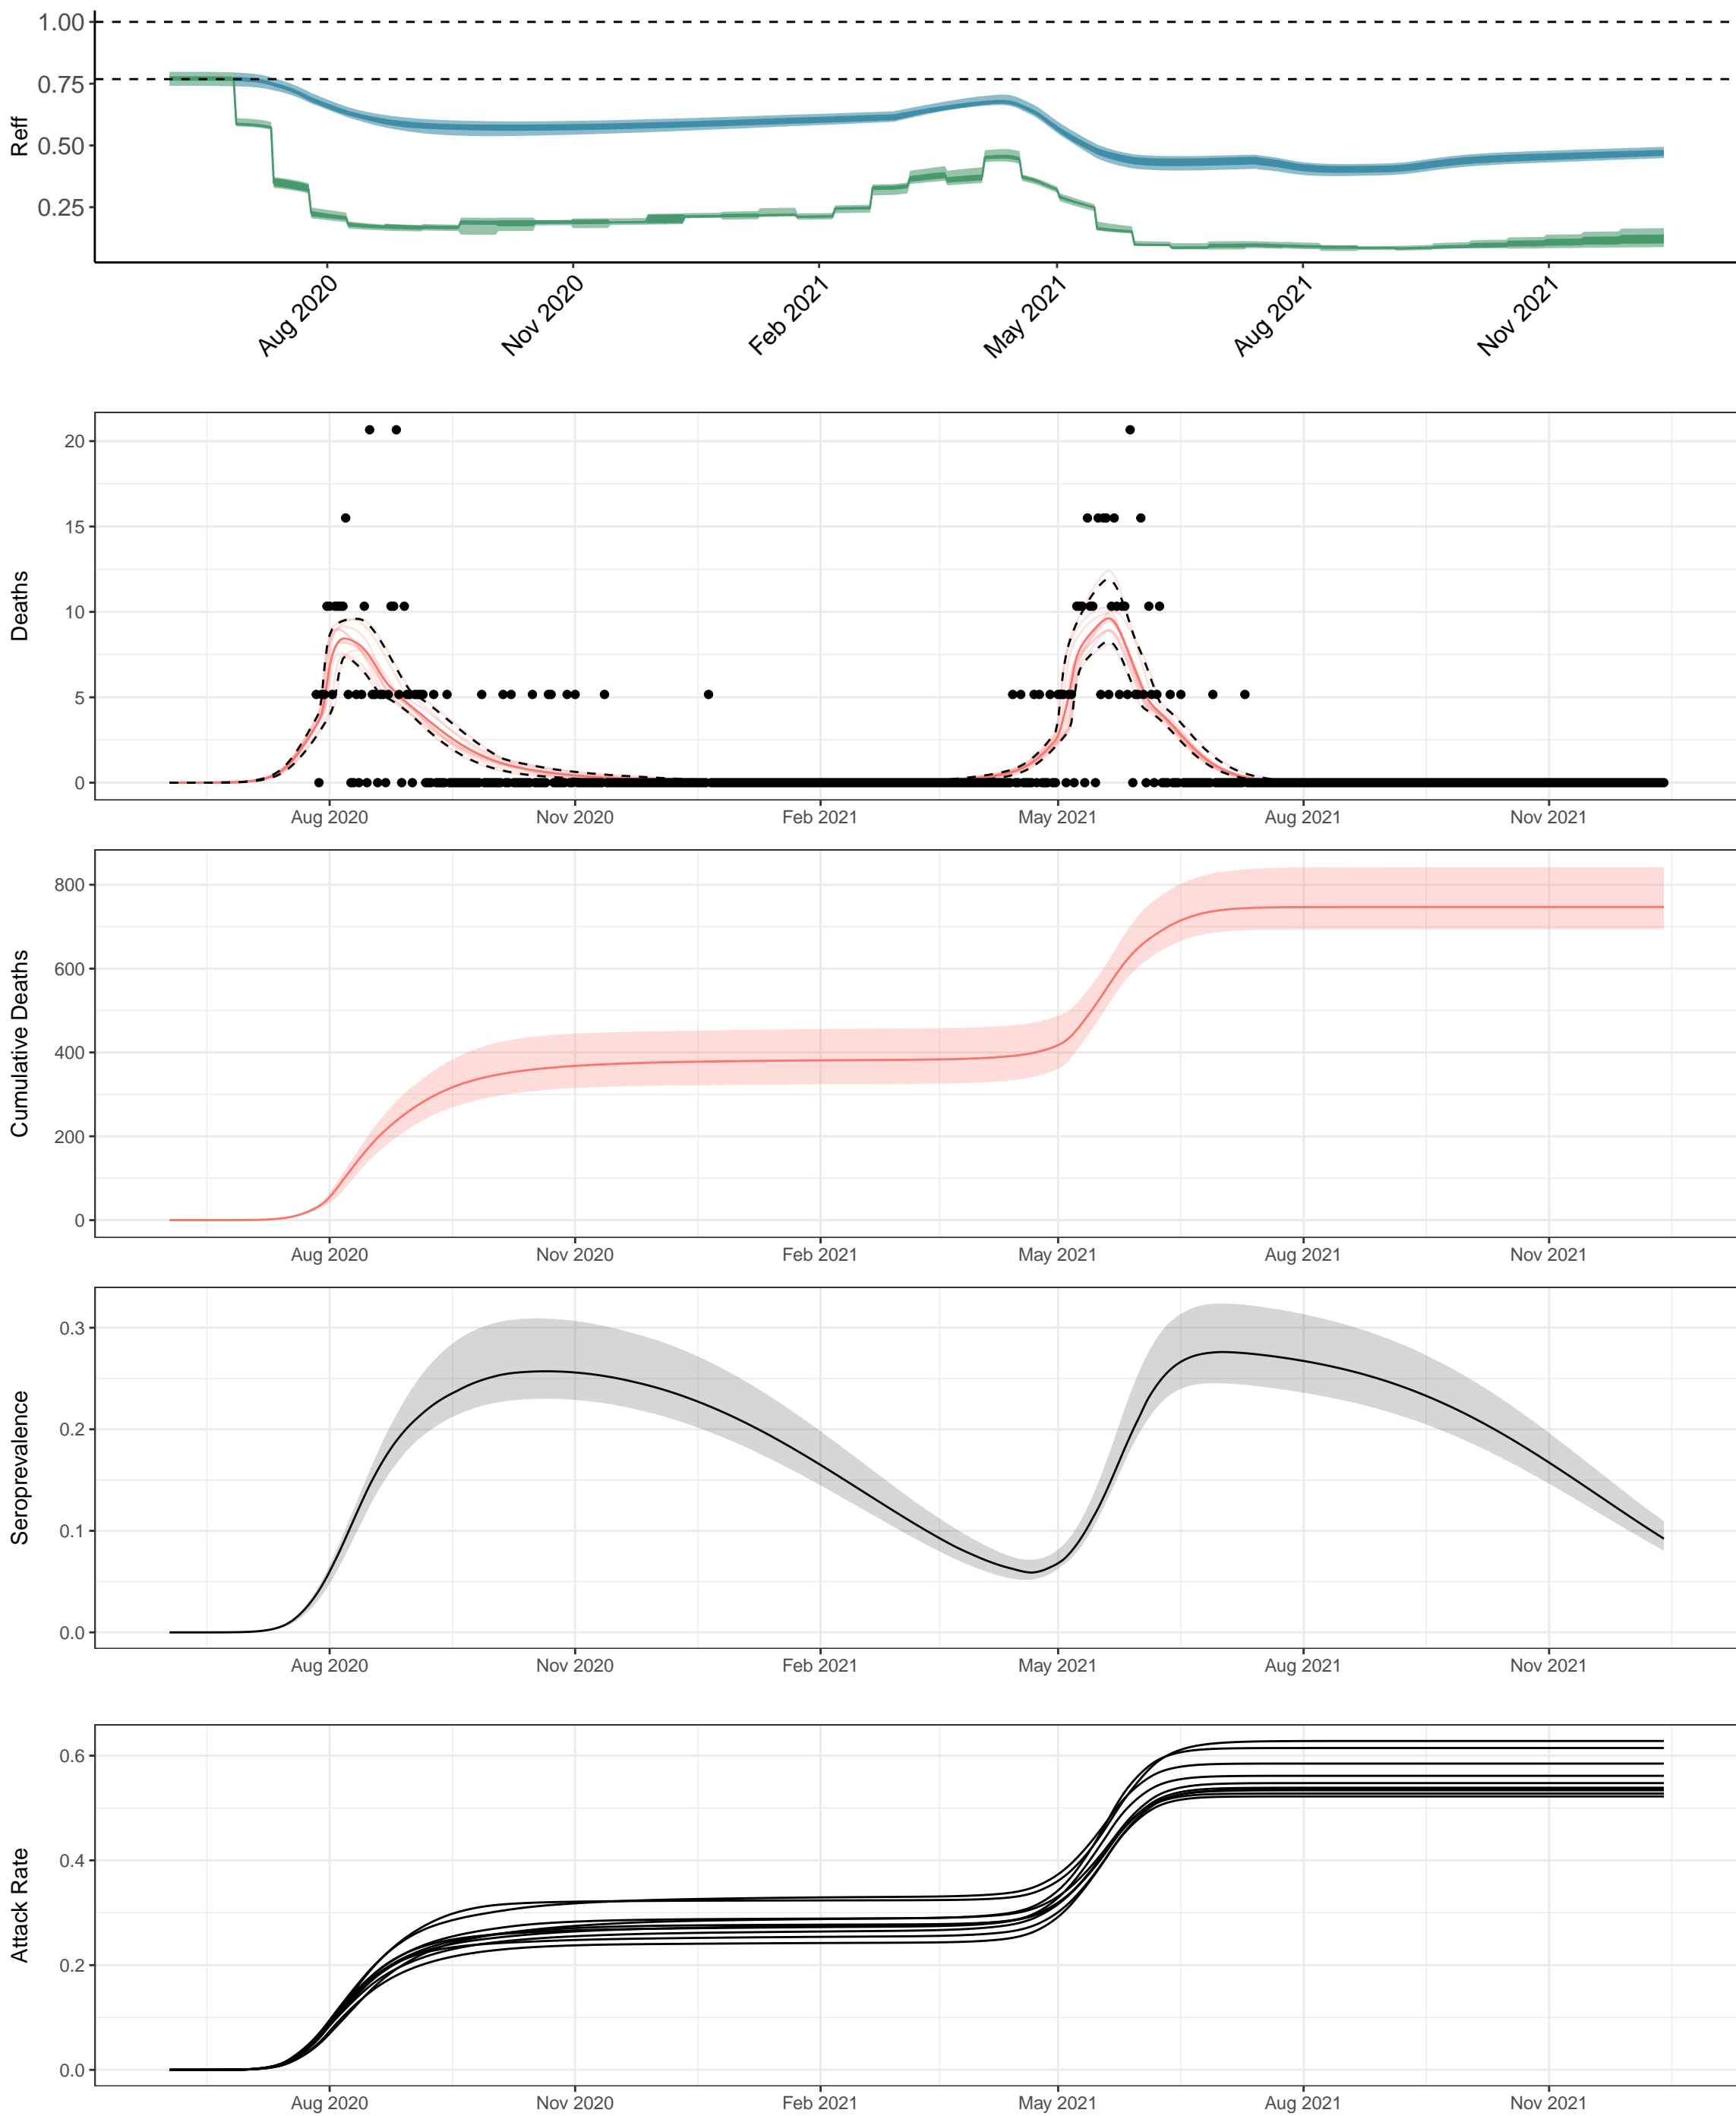 1.00
0.75
0.50
0.25
Reff
Aug 2020
Nov 2020
Feb 2021
May 2021
Aug 2021
Nov 2021
20
15
10
5
0
Deaths
Aug 2020
Nov 2020
Feb 2021
May 2021
Aug 2021
Nov 2021
800
600
400
200
0
Cumulative Deaths
Aug 2020
Nov 2020
Feb 2021
May 2021
Aug 2021
Nov 2021
0.3
0.2
0.1
0.0
Seroprevalence
Aug 2020
Nov 2020
Feb 2021
May 2021
Aug 2021
Nov 2021
0.6
0.4
0.2
0.0
Attack Rate
Aug 2020
Nov 2020
Feb 2021
May 2021
Aug 2021
Nov 2021